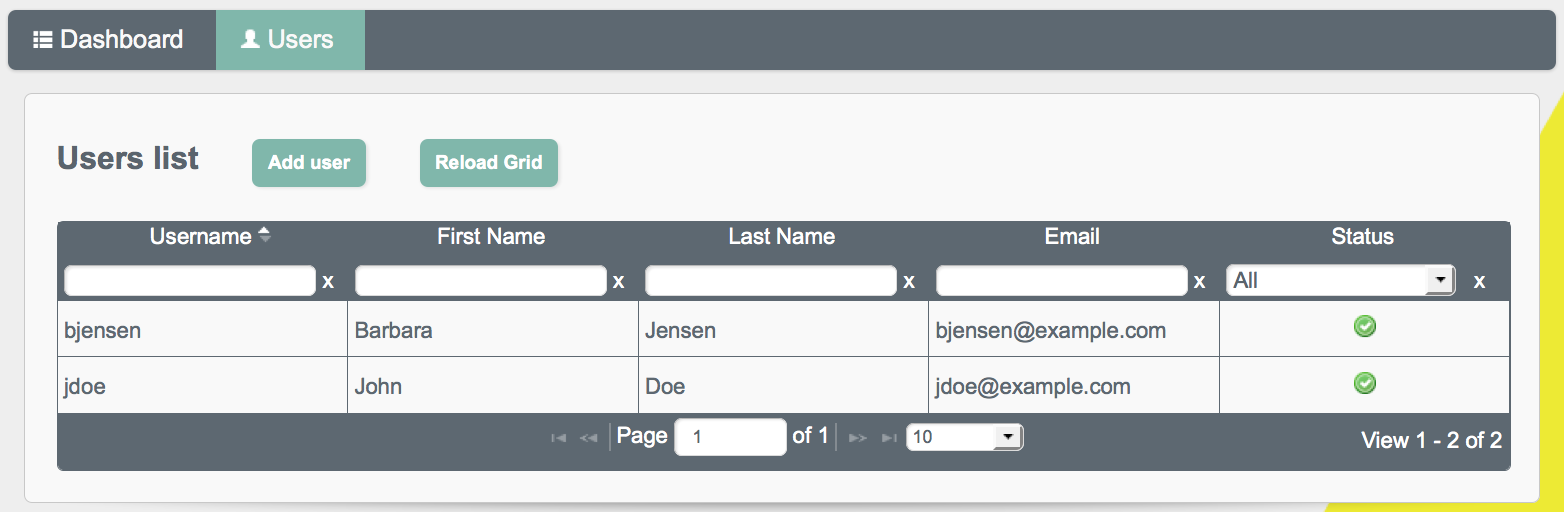 Dashboard Users
Users list Add user Reload Grid
Username First Name Last Name Email Status
x x x x All x
bjensen Barbara Jensen bjensen@example.com
jdoe John Doe jdoe@example.com
Page 1 of 1 10 View 1 - 2 of 2